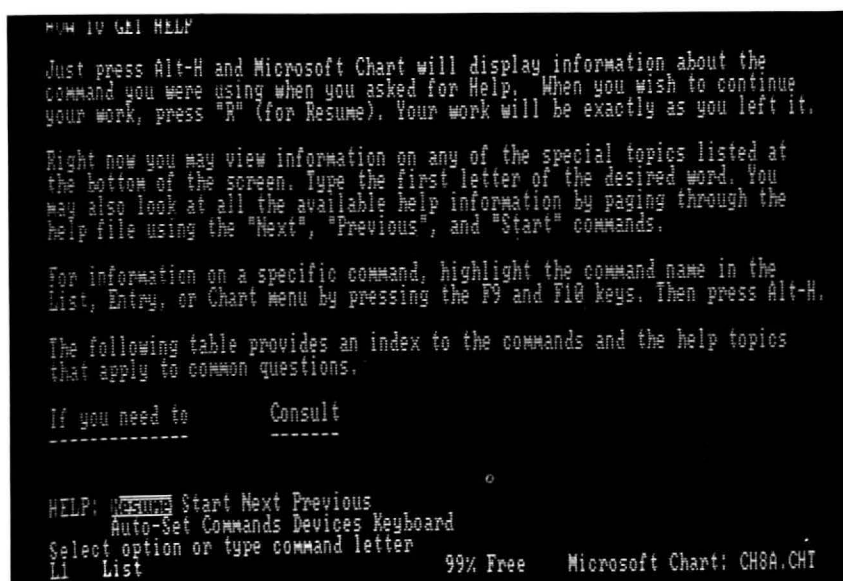 HOW TO GET HELP
Just press Alt-H and Microsoft Chart will display information about the
command you were using when you asked for Help. When you wish to continue
your work, press "R" (for Resume). Your work will be exactly as you left it.
Right now you may view information on any of the special topics listed at
the bottom of the screen. Type the first letter of the desired word. You
may also look at all the available help information by paging through the
help file using the "Next", "Previous", and "Start" commands.
For information on a specific command, highlight the command name in the
List, Entry, or Chart menu by pressing the F9 and F10 keys. Then press Alt-H.
The following table provides an index to the commands and the help topics
that apply to common questions.
If you need to Consult
-------------- -------
HELP: Resume Start Next Previous
Auto-Set Commands Devices Keyboard
Select option or type command letter
L1 List 99% Free Microsoft Chart: CH8A.CHT